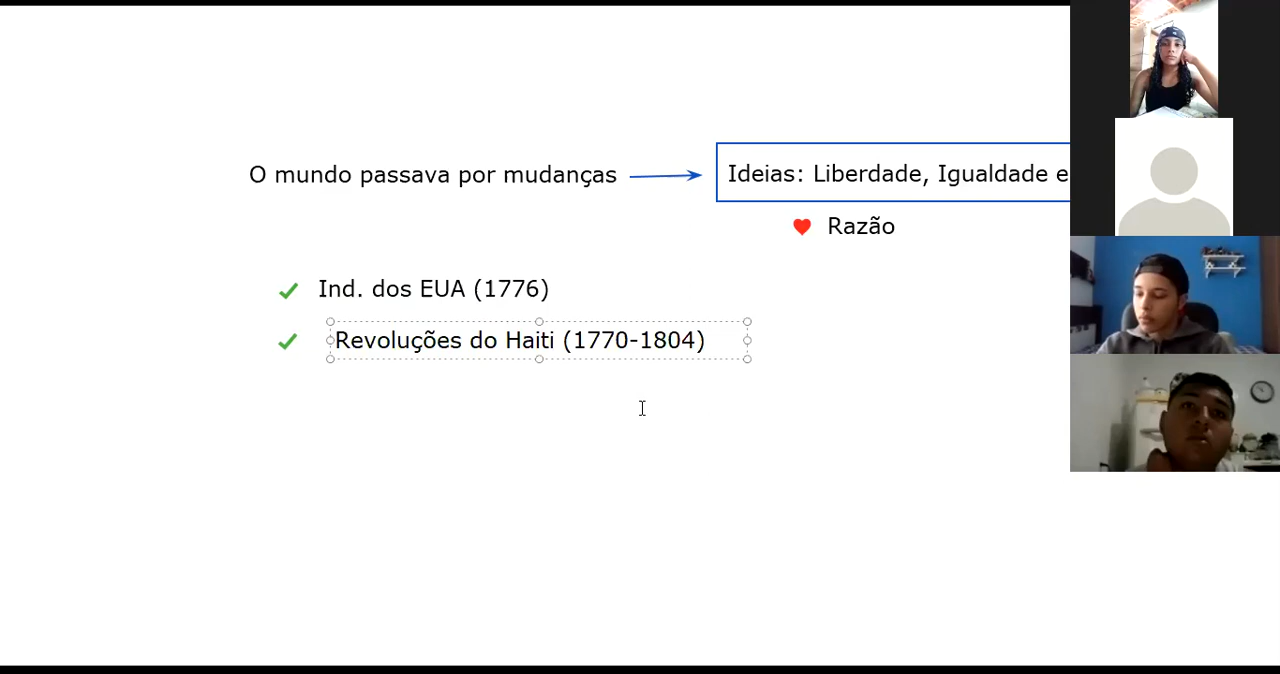 O mundo passava por mudanças
Ideias: Liberdade, Igualdade e
Razão
Ind. dos EUA (1776)
Revoluções do Haiti (1770-1804)